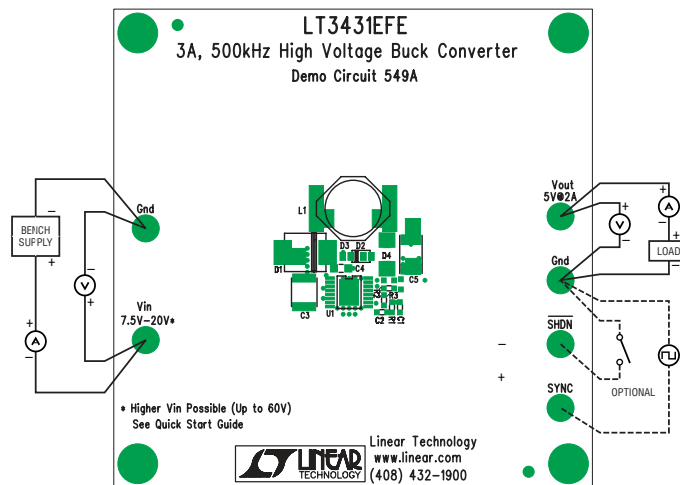 LT3431EFE
3A, 500kHz High Voltage Buck Converter
Demo Circuit 549A
Gnd
BENCH
SUPPLY
-
+
-
V
+
Vin
7.5V-20V*
+
A
-
L1
D3 D2
D4
D1
C4
C5
C3
U1
R3
C2
C1
Vout
5V@2A
+
A
-
+
V
-
+
LOAD
-
Gnd
SHDN
-
+
OPTIONAL
SYNC
* Higher Vin Possible (Up to 60V)
See Quick Start Guide
LT LINEAR
TECHNOLOGY
Linear Technology
www.linear.com
(408) 432-1900